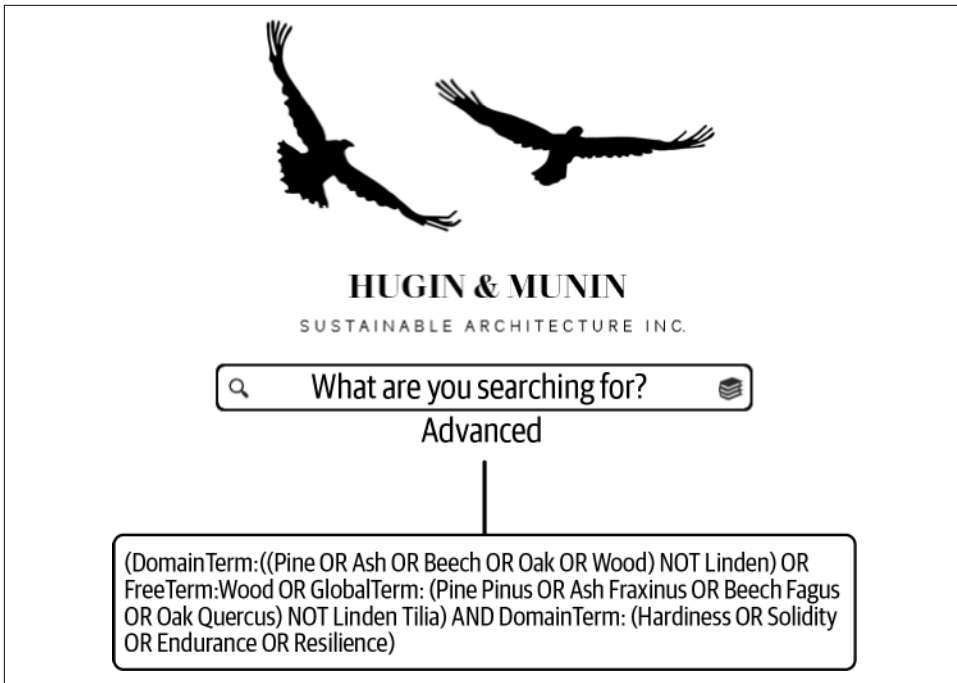 HUGIN & MUNIN
SUSTAINABLE ARCHITECTURE INC.
What are you searching for?
Advanced
(DomainTerm:((Pine OR Ash OR Beech OR Oak OR Wood) NOT Linden) OR
FreeTerm:Wood OR GlobalTerm: (Pine Pinus OR Ash Fraxinus OR Beech Fagus
OR Oak Quercus) NOT Linden Tilia) AND DomainTerm: (Hardiness OR Solidity
OR Endurance OR Resilience)